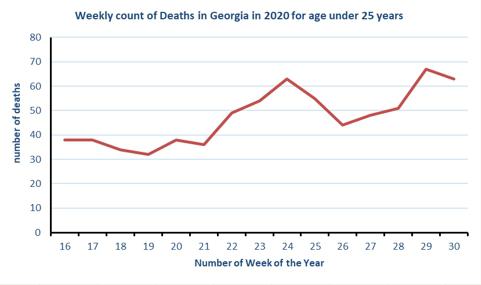 Weekly count of Deaths in Georgia in 2020 for age under 25 years
number of deaths
80
70
60
50
40
30
20
10
0
16 17 18 19 20 21 22 23 24 25 26 27 28 29 30
Number of Week of the Year